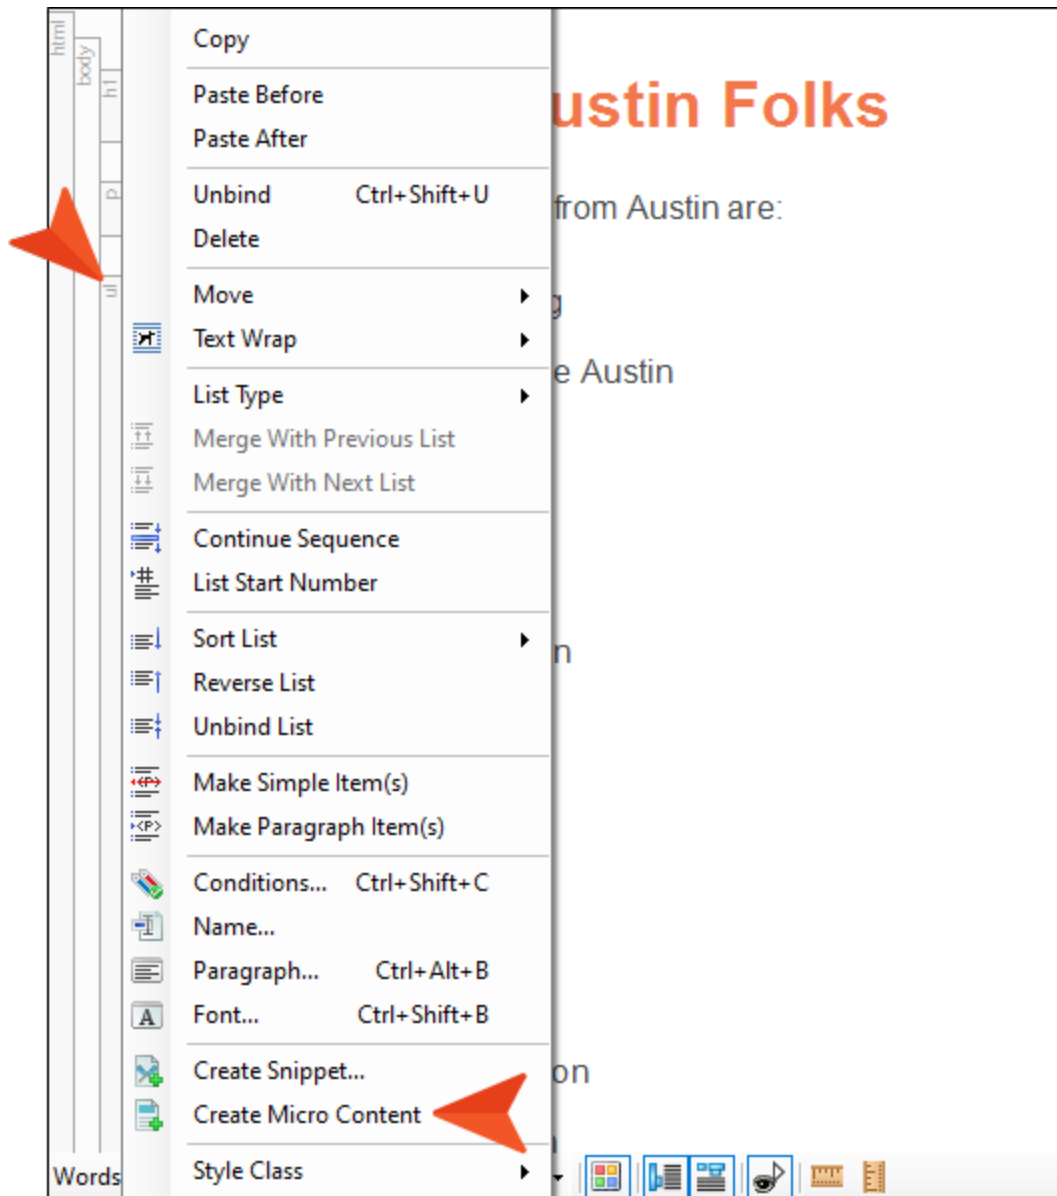 html
body
h1
p
ul
Copy
Paste Before
Paste After
Unbind Ctrl+Shift+U
Delete
Move
Text Wrap
List Type
Merge With Previous List
Merge With Next List
Continue Sequence
List Start Number
Sort List
Reverse List
Unbind List
Make Simple Item(s)
Make Paragraph Item(s)
Conditions... Ctrl+Shift+C
Name...
Paragraph... Ctrl+Alt+B
Font... Ctrl+Shift+B
Create Snippet...
Create Micro Content
Style Class
ustin Folks
from Austin are:
g
e Austin
n
on
Words